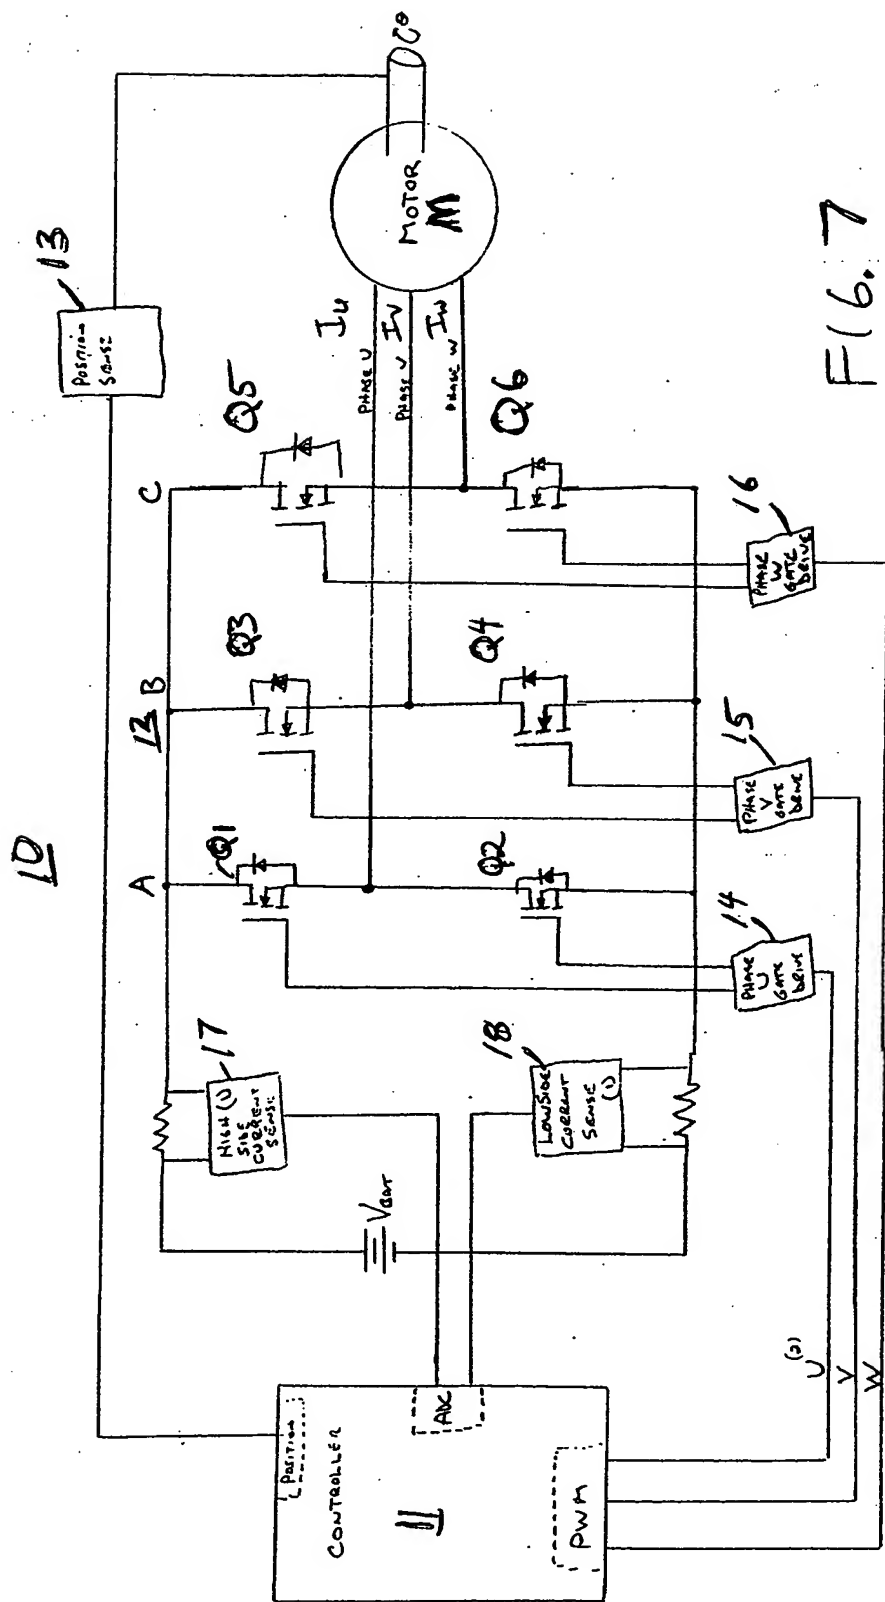 10
13
POSITION
SENSE
MOTOR
M
θ
A
12
B
C
Q1
Q3
Q5
IU
IV
IW
PHASE U
PHASE V
PHASE W
Q2
Q4
Q6
17
HIGH (1)
SIDE
CURRENT
SENSE
18
LOWSIDE
CURRENT
SENSE
(1)
VBAT
POSITION
CONTROLLER
11
ADC
PWM
14
PHASE
U
GATE
DRIVE
15
PHASE
V
GATE
DRIVE
16
PHASE
W
GATE
DRIVE
U (2)
V
W
FIG. 7